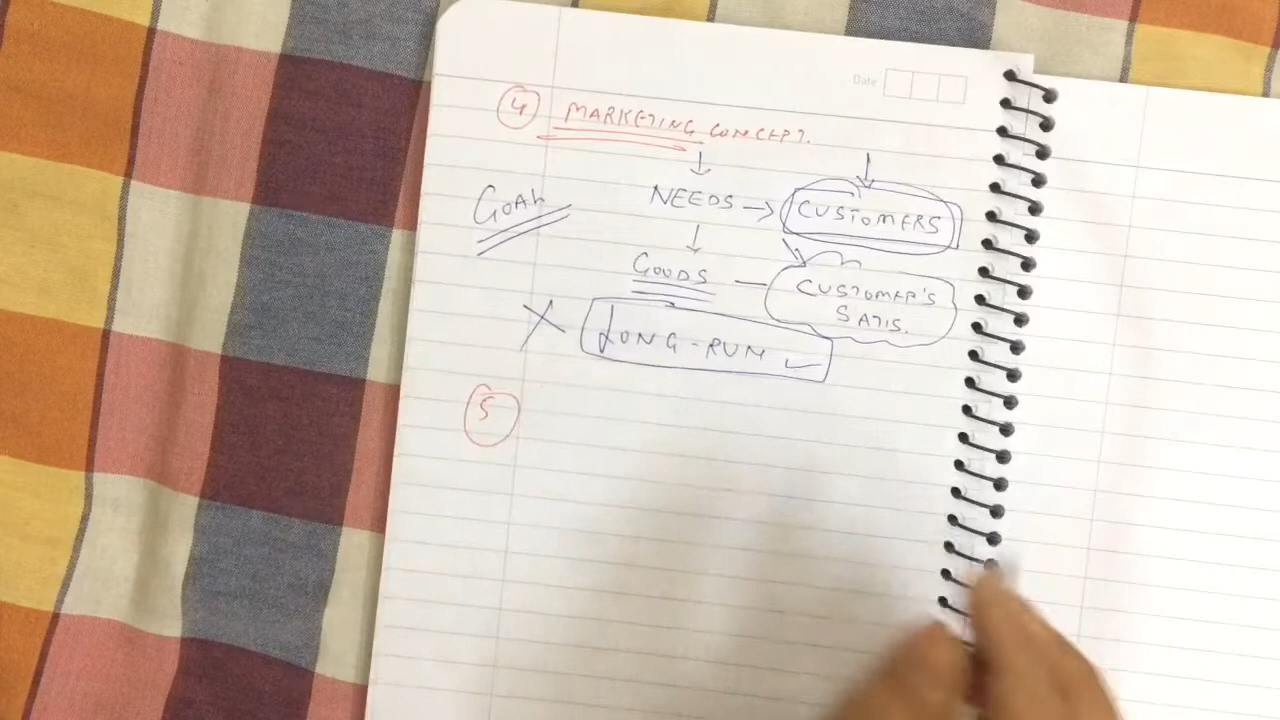 Date
4 MARKETING CONCEPT.
GOAL
NEEDS → CUSTOMERS
GOODS — CUSTOMER'S
SATIS.
X LONG-RUN ✓
5